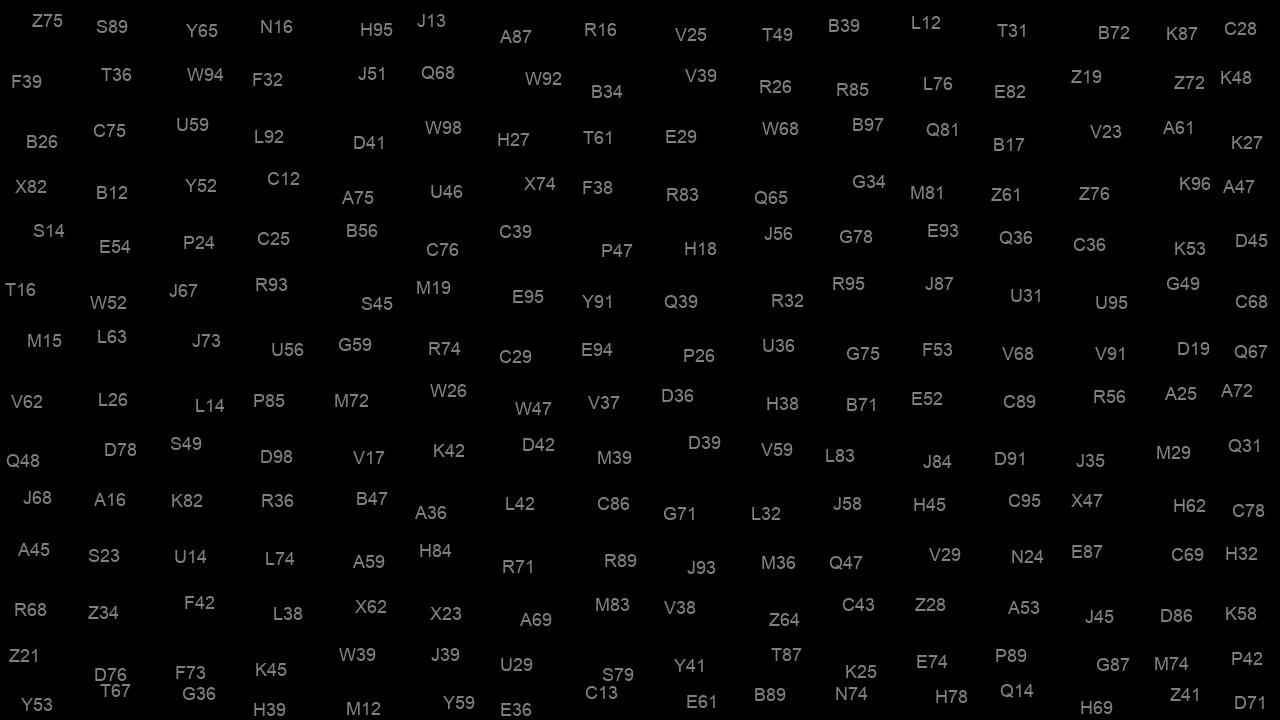 Z75 S89 Y65 N16 H95 J13 A87 R16 V25 T49 B39 L12 T31 B72 K87 C28
F39 T36 W94 F32 J51 Q68 W92 B34 V39 R26 R85 L76 E82 Z19 Z72 K48
B26 C75 U59 L92 D41 W98 H27 T61 E29 W68 B97 Q81 B17 V23 A61 K27
X82 B12 Y52 C12 A75 U46 X74 F38 R83 Q65 G34 M81 Z61 Z76 K96 A47
S14 E54 P24 C25 B56 C76 C39 P47 H18 J56 G78 E93 Q36 C36 K53 D45
T16 W52 J67 R93 S45 M19 E95 Y91 Q39 R32 R95 J87 U31 U95 G49 C68
M15 L63 J73 U56 G59 R74 C29 E94 P26 U36 G75 F53 V68 V91 D19 Q67
V62 L26 L14 P85 M72 W26 W47 V37 D36 H38 B71 E52 C89 R56 A25 A72
Q48 D78 S49 D98 V17 K42 D42 M39 D39 V59 L83 J84 D91 J35 M29 Q31
J68 A16 K82 R36 B47 A36 L42 C86 G71 L32 J58 H45 C95 X47 H62 C78
A45 S23 U14 L74 A59 H84 R71 R89 J93 M36 Q47 V29 N24 E87 C69 H32
R68 Z34 F42 L38 X62 X23 A69 M83 V38 Z64 C43 Z28 A53 J45 D86 K58
Z21 D76 F73 K45 W39 J39 U29 S79 Y41 T87 K25 E74 P89 G87 M74 P42
Y53 T67 G36 H39 M12 Y59 E36 C13 E61 B89 N74 H78 Q14 H69 Z41 D71